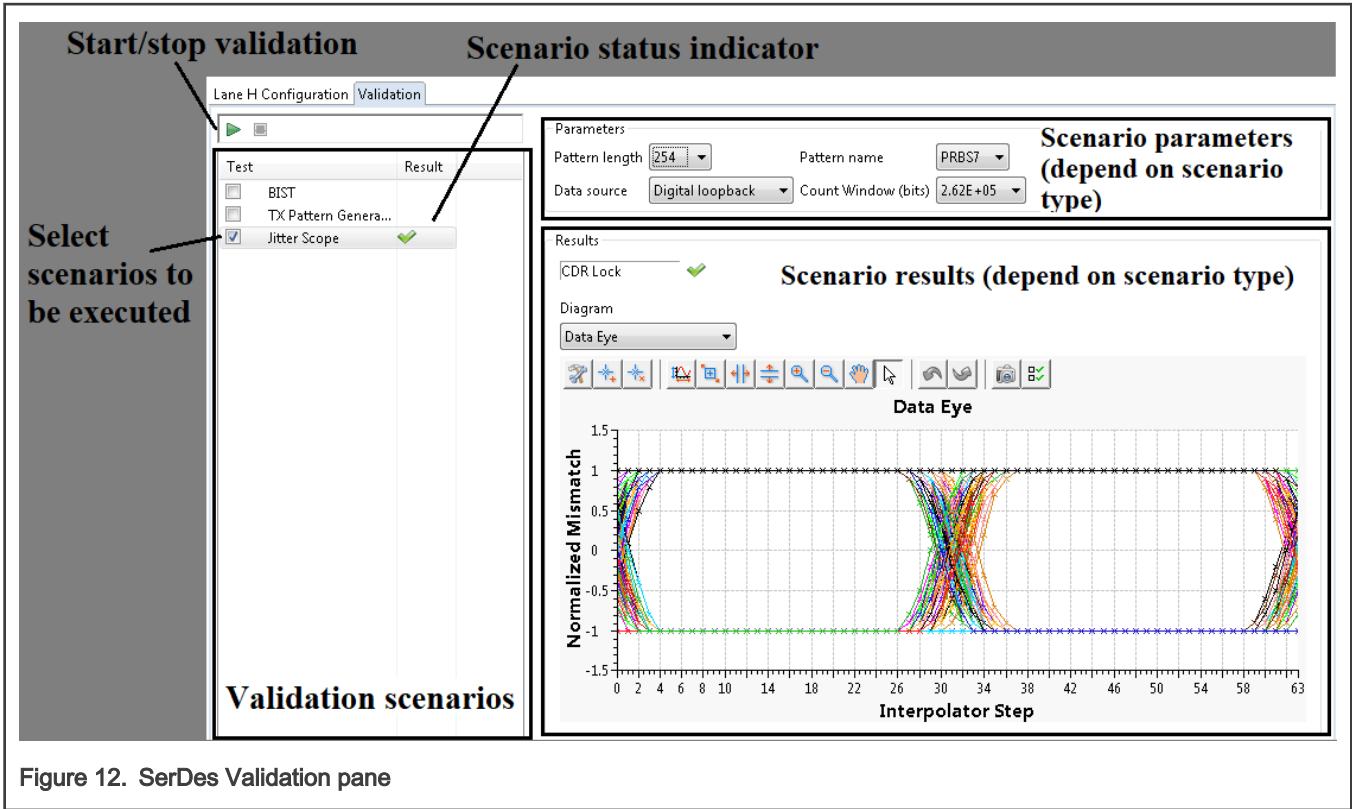 Start/stop validation
Scenario status indicator
Lane H Configuration
Validation
Test
Result
BIST
TX Pattern Genera...
Jitter Scope
Select
scenarios to
be executed
Validation scenarios
Parameters
Pattern length
254
Pattern name
PRBS7
Data source
Digital loopback
Count Window (bits)
2.62E+05
Scenario parameters
(depend on scenario
type)
Results
CDR Lock
Scenario results (depend on scenario type)
Diagram
Data Eye
Data Eye
Normalized Mismatch
1.5
1
0.5
0
-0.5
-1
-1.5
0 2 4 6 8 10 14 18 22 26 30 34 38 42 46 50 54 58 63
Interpolator Step
Figure 12. SerDes Validation pane